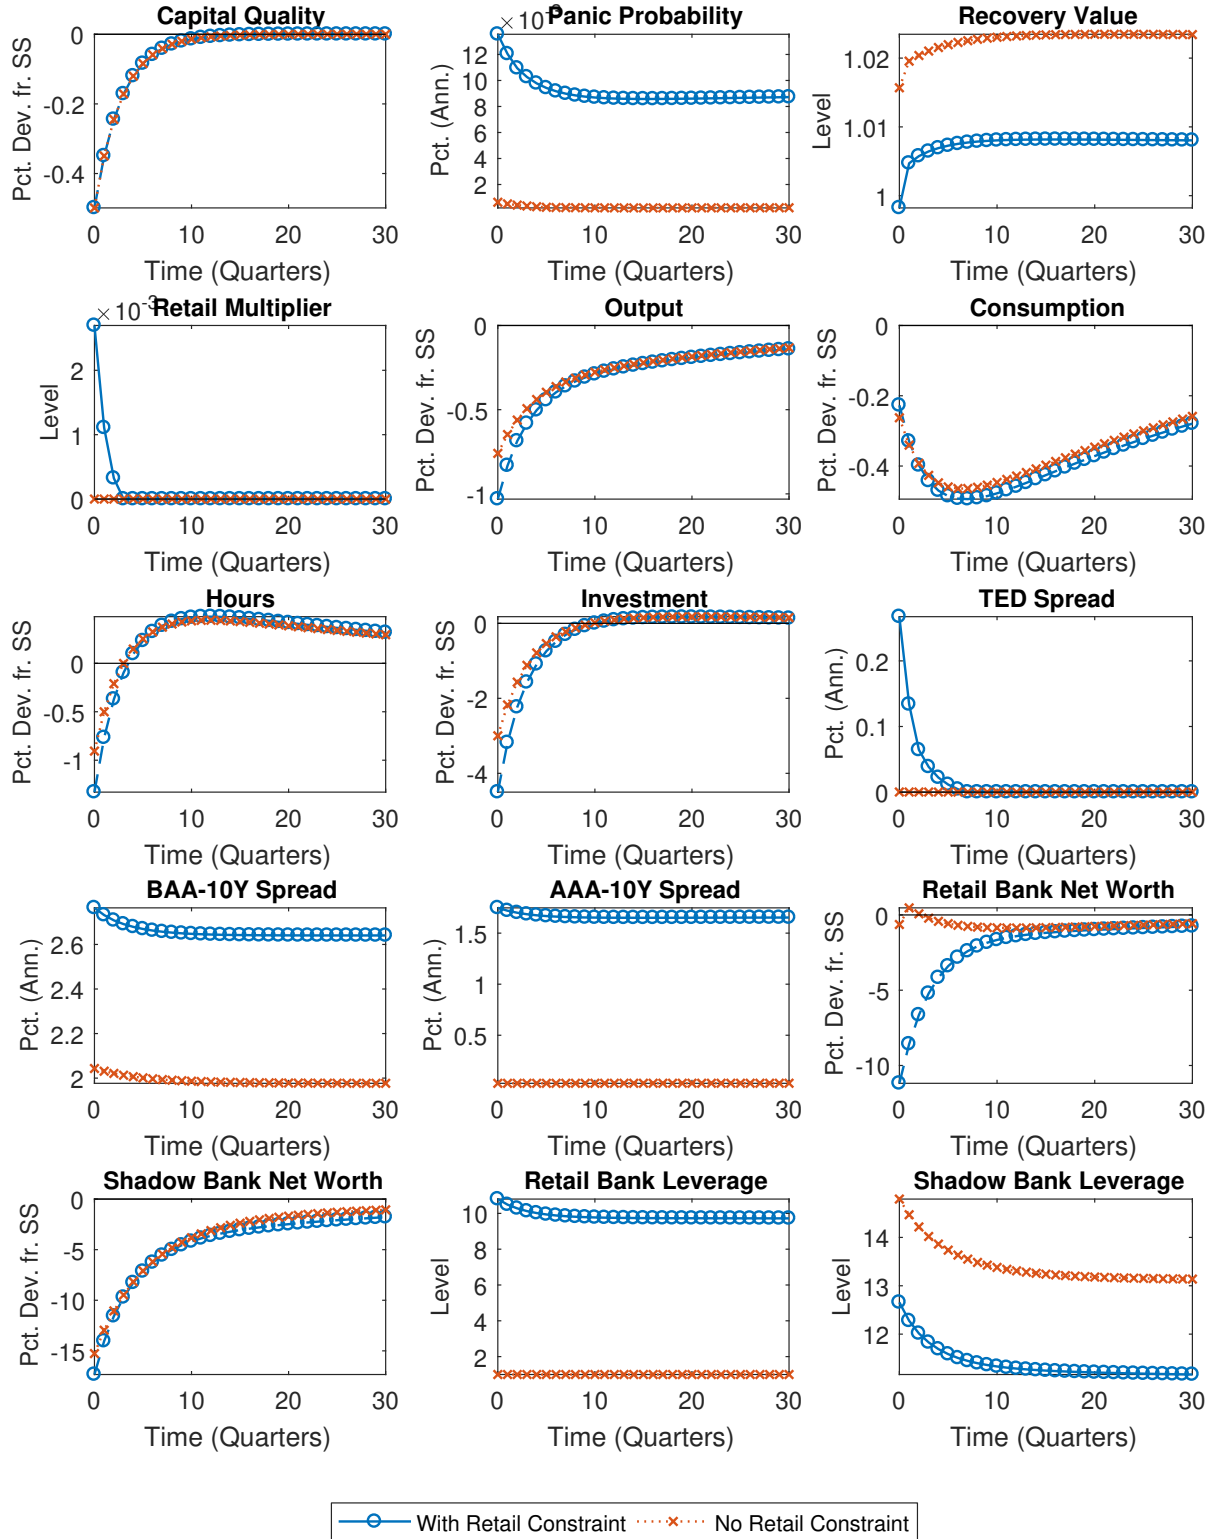 Capital Quality
Pct. Dev. fr. SS
0
-0.2
-0.4
0 10 20 30
Time (Quarters)
Panic Probability
Pct. (Ann.)
12
10
8
6
4
2
0 10 20 30
Time (Quarters)
Recovery Value
Level
1.02
1.01
1
0 10 20 30
Time (Quarters)
Retail Multiplier
× 10^-3
Level
2
1
0
0 10 20 30
Time (Quarters)
Output
Pct. Dev. fr. SS
0
-0.5
-1
0 10 20 30
Time (Quarters)
Consumption
Pct. Dev. fr. SS
0
-0.2
-0.4
0 10 20 30
Time (Quarters)
Hours
Pct. Dev. fr. SS
0
-0.5
-1
0 10 20 30
Time (Quarters)
Investment
Pct. Dev. fr. SS
0
-2
-4
0 10 20 30
Time (Quarters)
TED Spread
Pct. (Ann.)
0.2
0.1
0
0 10 20 30
Time (Quarters)
BAA-10Y Spread
Pct. (Ann.)
2.6
2.4
2.2
2
0 10 20 30
Time (Quarters)
AAA-10Y Spread
Pct. (Ann.)
1.5
1
0.5
0 10 20 30
Time (Quarters)
Retail Bank Net Worth
Pct. Dev. fr. SS
0
-5
-10
0 10 20 30
Time (Quarters)
Shadow Bank Net Worth
Pct. Dev. fr. SS
0
-5
-10
-15
0 10 20 30
Time (Quarters)
Retail Bank Leverage
Level
10
8
6
4
2
0 10 20 30
Time (Quarters)
Shadow Bank Leverage
Level
14
13
12
0 10 20 30
Time (Quarters)
With Retail Constraint
No Retail Constraint